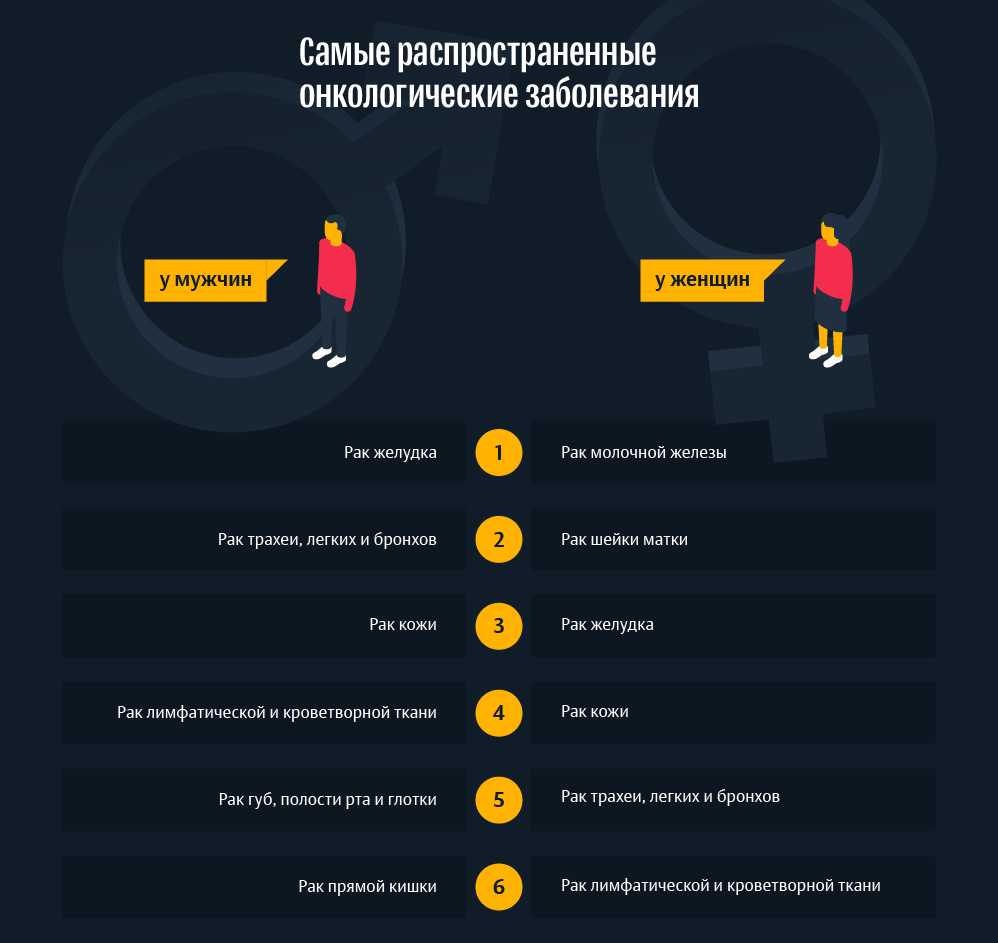 Самые распространенные
онкологические заболевания
у мужчин
у женщин
Рак желудка
1
Рак молочной железы
Рак трахеи, легких и бронхов
2
Рак шейки матки
Рак кожи
3
Рак желудка
Рак лимфатической и кроветворной ткани
4
Рак кожи
Рак губ, полости рта и глотки
5
Рак трахеи, легких и бронхов
Рак прямой кишки
6
Рак лимфатической и кроветворной ткани